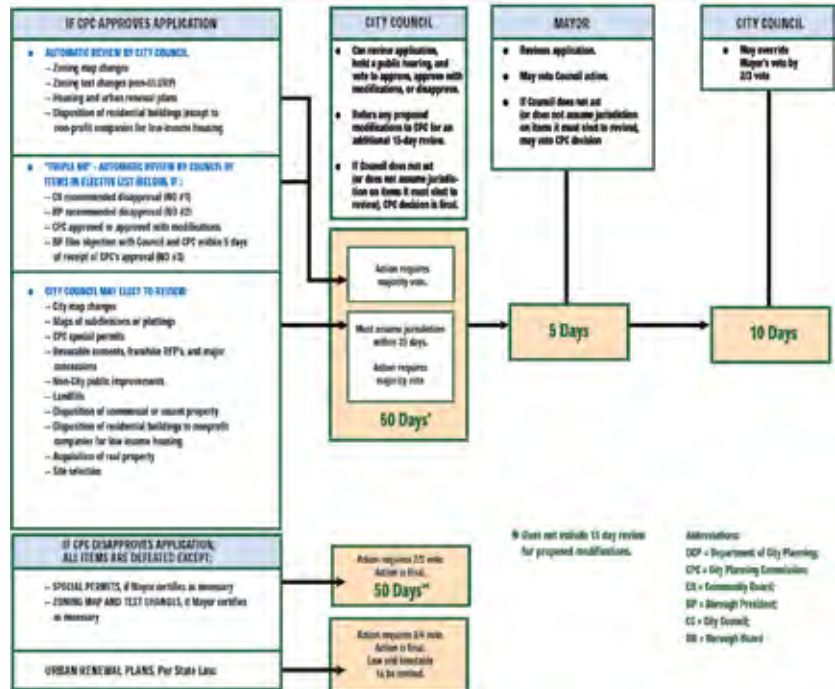 IF CPC APPROVES APPLICATION
AUTOMATIC REVIEW BY CITY COUNCIL
– Zoning map changes
– Zoning text changes (non-ULURP)
– Housing and urban renewal plans
– Disposition of residential buildings (except to
non-profit companies for low-income housing
"TRIPLE NO" - AUTOMATIC REVIEW BY COUNCIL OF
ITEMS IN ELECTIVE LIST (BELOW) IF :
– CB recommended disapproval (NO #1)
– BP recommended disapproval (NO #2)
– CPC approved or approved with modifications
– BP files objection with Council and CPC within 5 days
of receipt of CPC's approval (NO #3)
CITY COUNCIL MAY ELECT TO REVIEW:
– City map changes
– Maps of subdivisions or plattings
– CPC special permits
– Revocable consents, franchise RFP's, and major
concessions
– Non-City public improvements
– Landfills
– Disposition of commercial or vacant property
– Disposition of residential buildings to nonprofit
companies for low income housing
– Acquisition of real property
– Site selection
IF CPC DISAPPROVES APPLICATION,
ALL ITEMS ARE DEFEATED EXCEPT:
– SPECIAL PERMITS, if Mayor certifies as necessary
– ZONING MAP AND TEXT CHANGES, if Mayor certifies
as necessary
URBAN RENEWAL PLANS, Per State Law
CITY COUNCIL
Can review application,
hold a public hearing, and
vote to approve, approve with
modifications, or disapprove.
Refers any proposed
modifications to CPC for an
additional 15-day review.
If Council does not act
(or does not assume jurisdic-
tion on items it must elect to
review), CPC decision is final.
Action requires
majority vote.
Must assume jurisdiction
within 20 days.
Action requires
majority vote
50 Days*
Action requires 2/3 vote.
Action is final.
50 Days**
Action requires 3/4 vote.
Action is final.
Law and timetable
to be
MAYOR
Reviews application.
May veto Council action.
If Council does not act
(or does not assume jurisdiction
on items it must elect to review),
may veto CPC decision
5 Days
CITY COUNCIL
May override
Mayor's veto by
2/3 vote
10 Days
* Does not include 15 day review
for proposed modifications.
Abbreviations:
DCP = Department of City Planning;
CPC = City Planning Commission;
CB = Community Board;
BP = Borough President;
CC = City Council;
BB = Borough Board